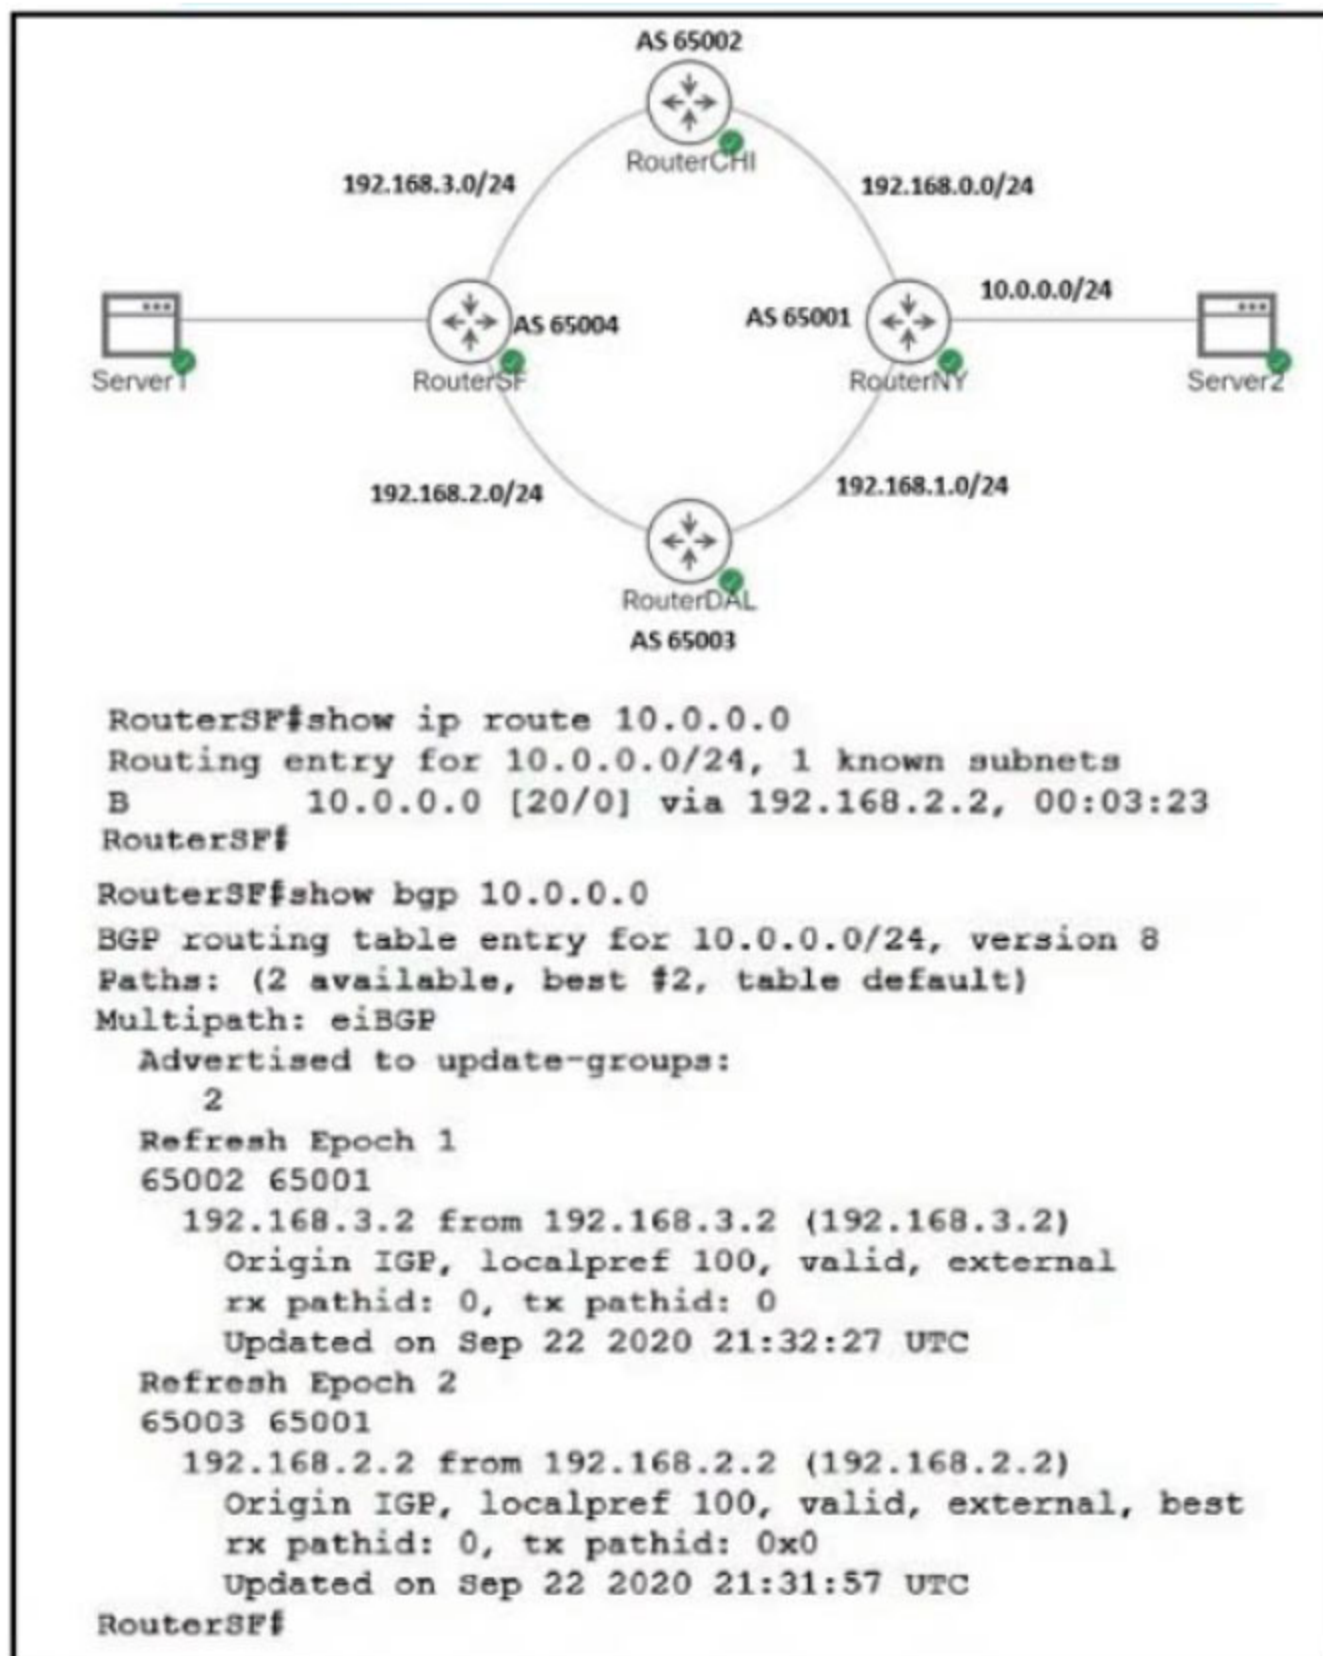 AS 65002
RouterCHI
192.168.3.0/24
192.168.0.0/24
10.0.0.0/24
AS 65004
AS 65001
Server1
RouterSF
RouterNY
Server2
192.168.2.0/24
192.168.1.0/24
RouterDAL
AS 65003
RouterSF#show ip route 10.0.0.0
Routing entry for 10.0.0.0/24, 1 known subnets
B 10.0.0.0 [20/0] via 192.168.2.2, 00:03:23
RouterSF#
RouterSF#show bgp 10.0.0.0
BGP routing table entry for 10.0.0.0/24, version 8
Paths: (2 available, best #2, table default)
Multipath: eiBGP
Advertised to update-groups:
2
Refresh Epoch 1
65002 65001
192.168.3.2 from 192.168.3.2 (192.168.3.2)
Origin IGP, localpref 100, valid, external
rx pathid: 0, tx pathid: 0
Updated on Sep 22 2020 21:32:27 UTC
Refresh Epoch 2
65003 65001
192.168.2.2 from 192.168.2.2 (192.168.2.2)
Origin IGP, localpref 100, valid, external, best
rx pathid: 0, tx pathid: 0x0
Updated on Sep 22 2020 21:31:57 UTC
RouterSF#